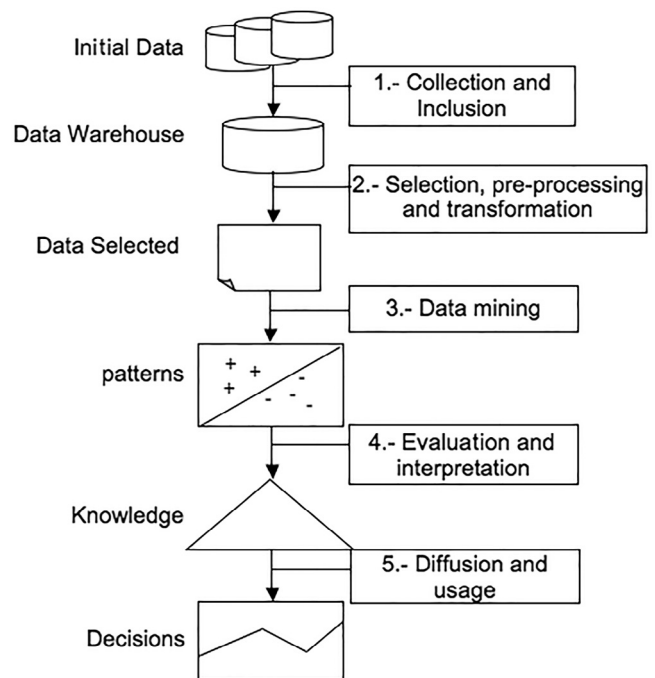 Initial Data
1.- Collection and
Inclusion
Data Warehouse
2.- Selection, pre-processing
and transformation
Data Selected
3.- Data mining
patterns
+
+
+
-
-
-
-
4.- Evaluation and
interpretation
Knowledge
5.- Diffusion and
usage
Decisions